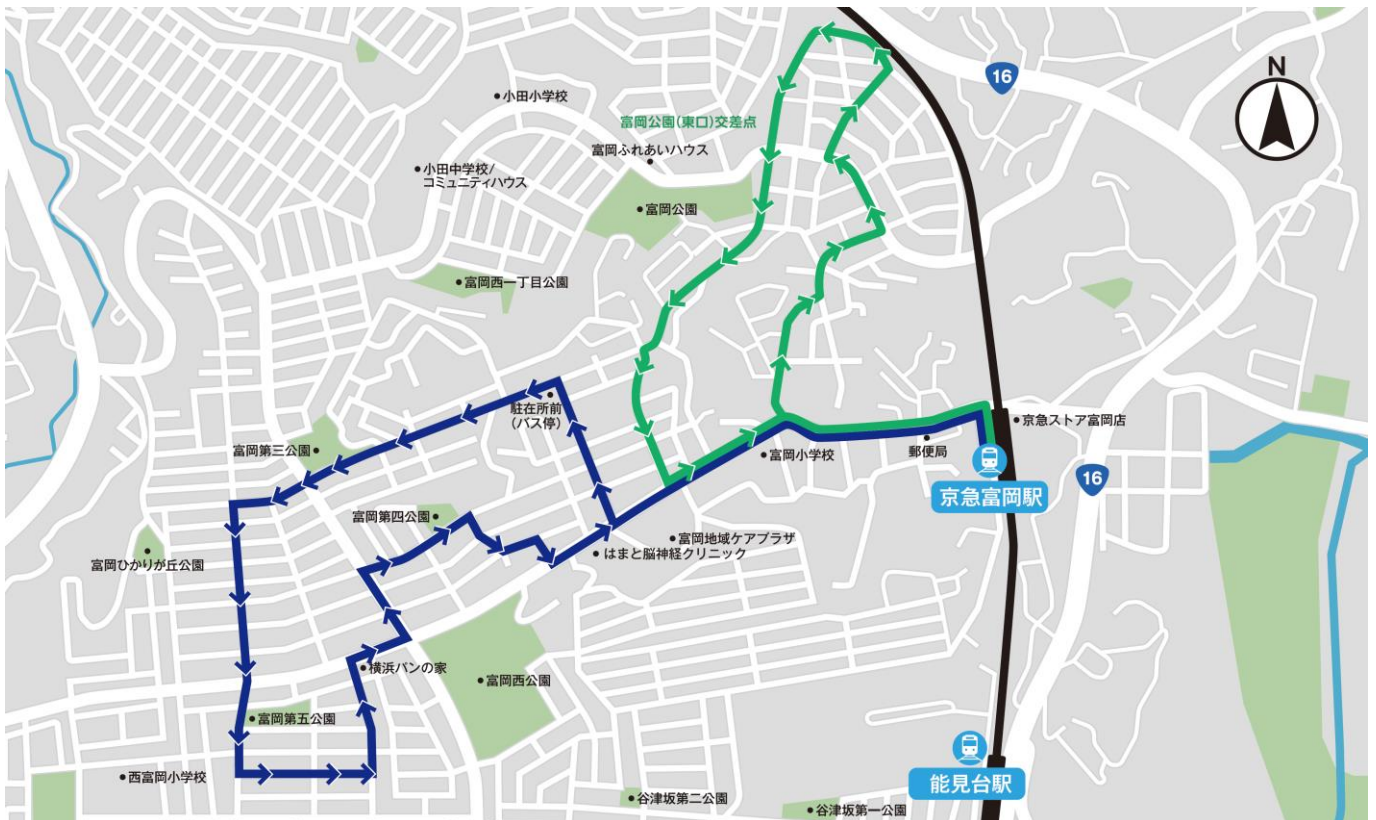 16
N
小田小学校
富岡公園(東口)交差点
富岡ふれあいハウス
小田中学校/
コミュニティハウス
富岡公園
富岡西一丁目公園
駐在所前
(バス停)
京急ストア富岡店
富岡第三公園
富岡小学校
郵便局
16
京急富岡駅
富岡第四公園
富岡地域ケアプラザ
はまと脳神経クリニック
富岡ひかりが丘公園
横浜パンの家
富岡西公園
富岡第五公園
西富岡小学校
能見台駅
谷津坂第二公園
谷津坂第一公園